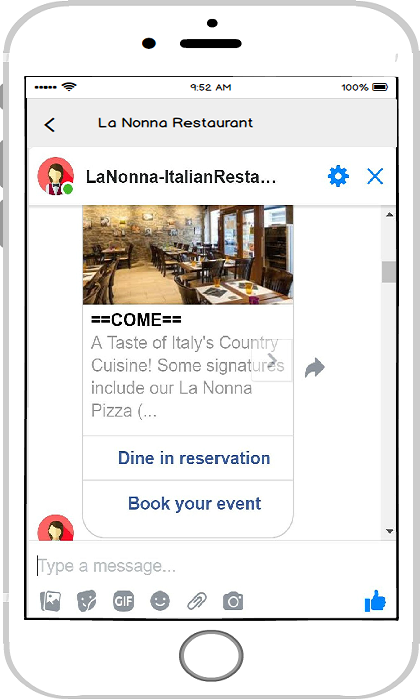 9:52 AM
100%
La Nonna Restaurant
LaNonna-ItalianResta...
==COME==
A Taste of Italy's Country
Cuisine! Some signatures
include our La Nonna
Pizza (...
Dine in reservation
Book your event
Type a message...
GIF